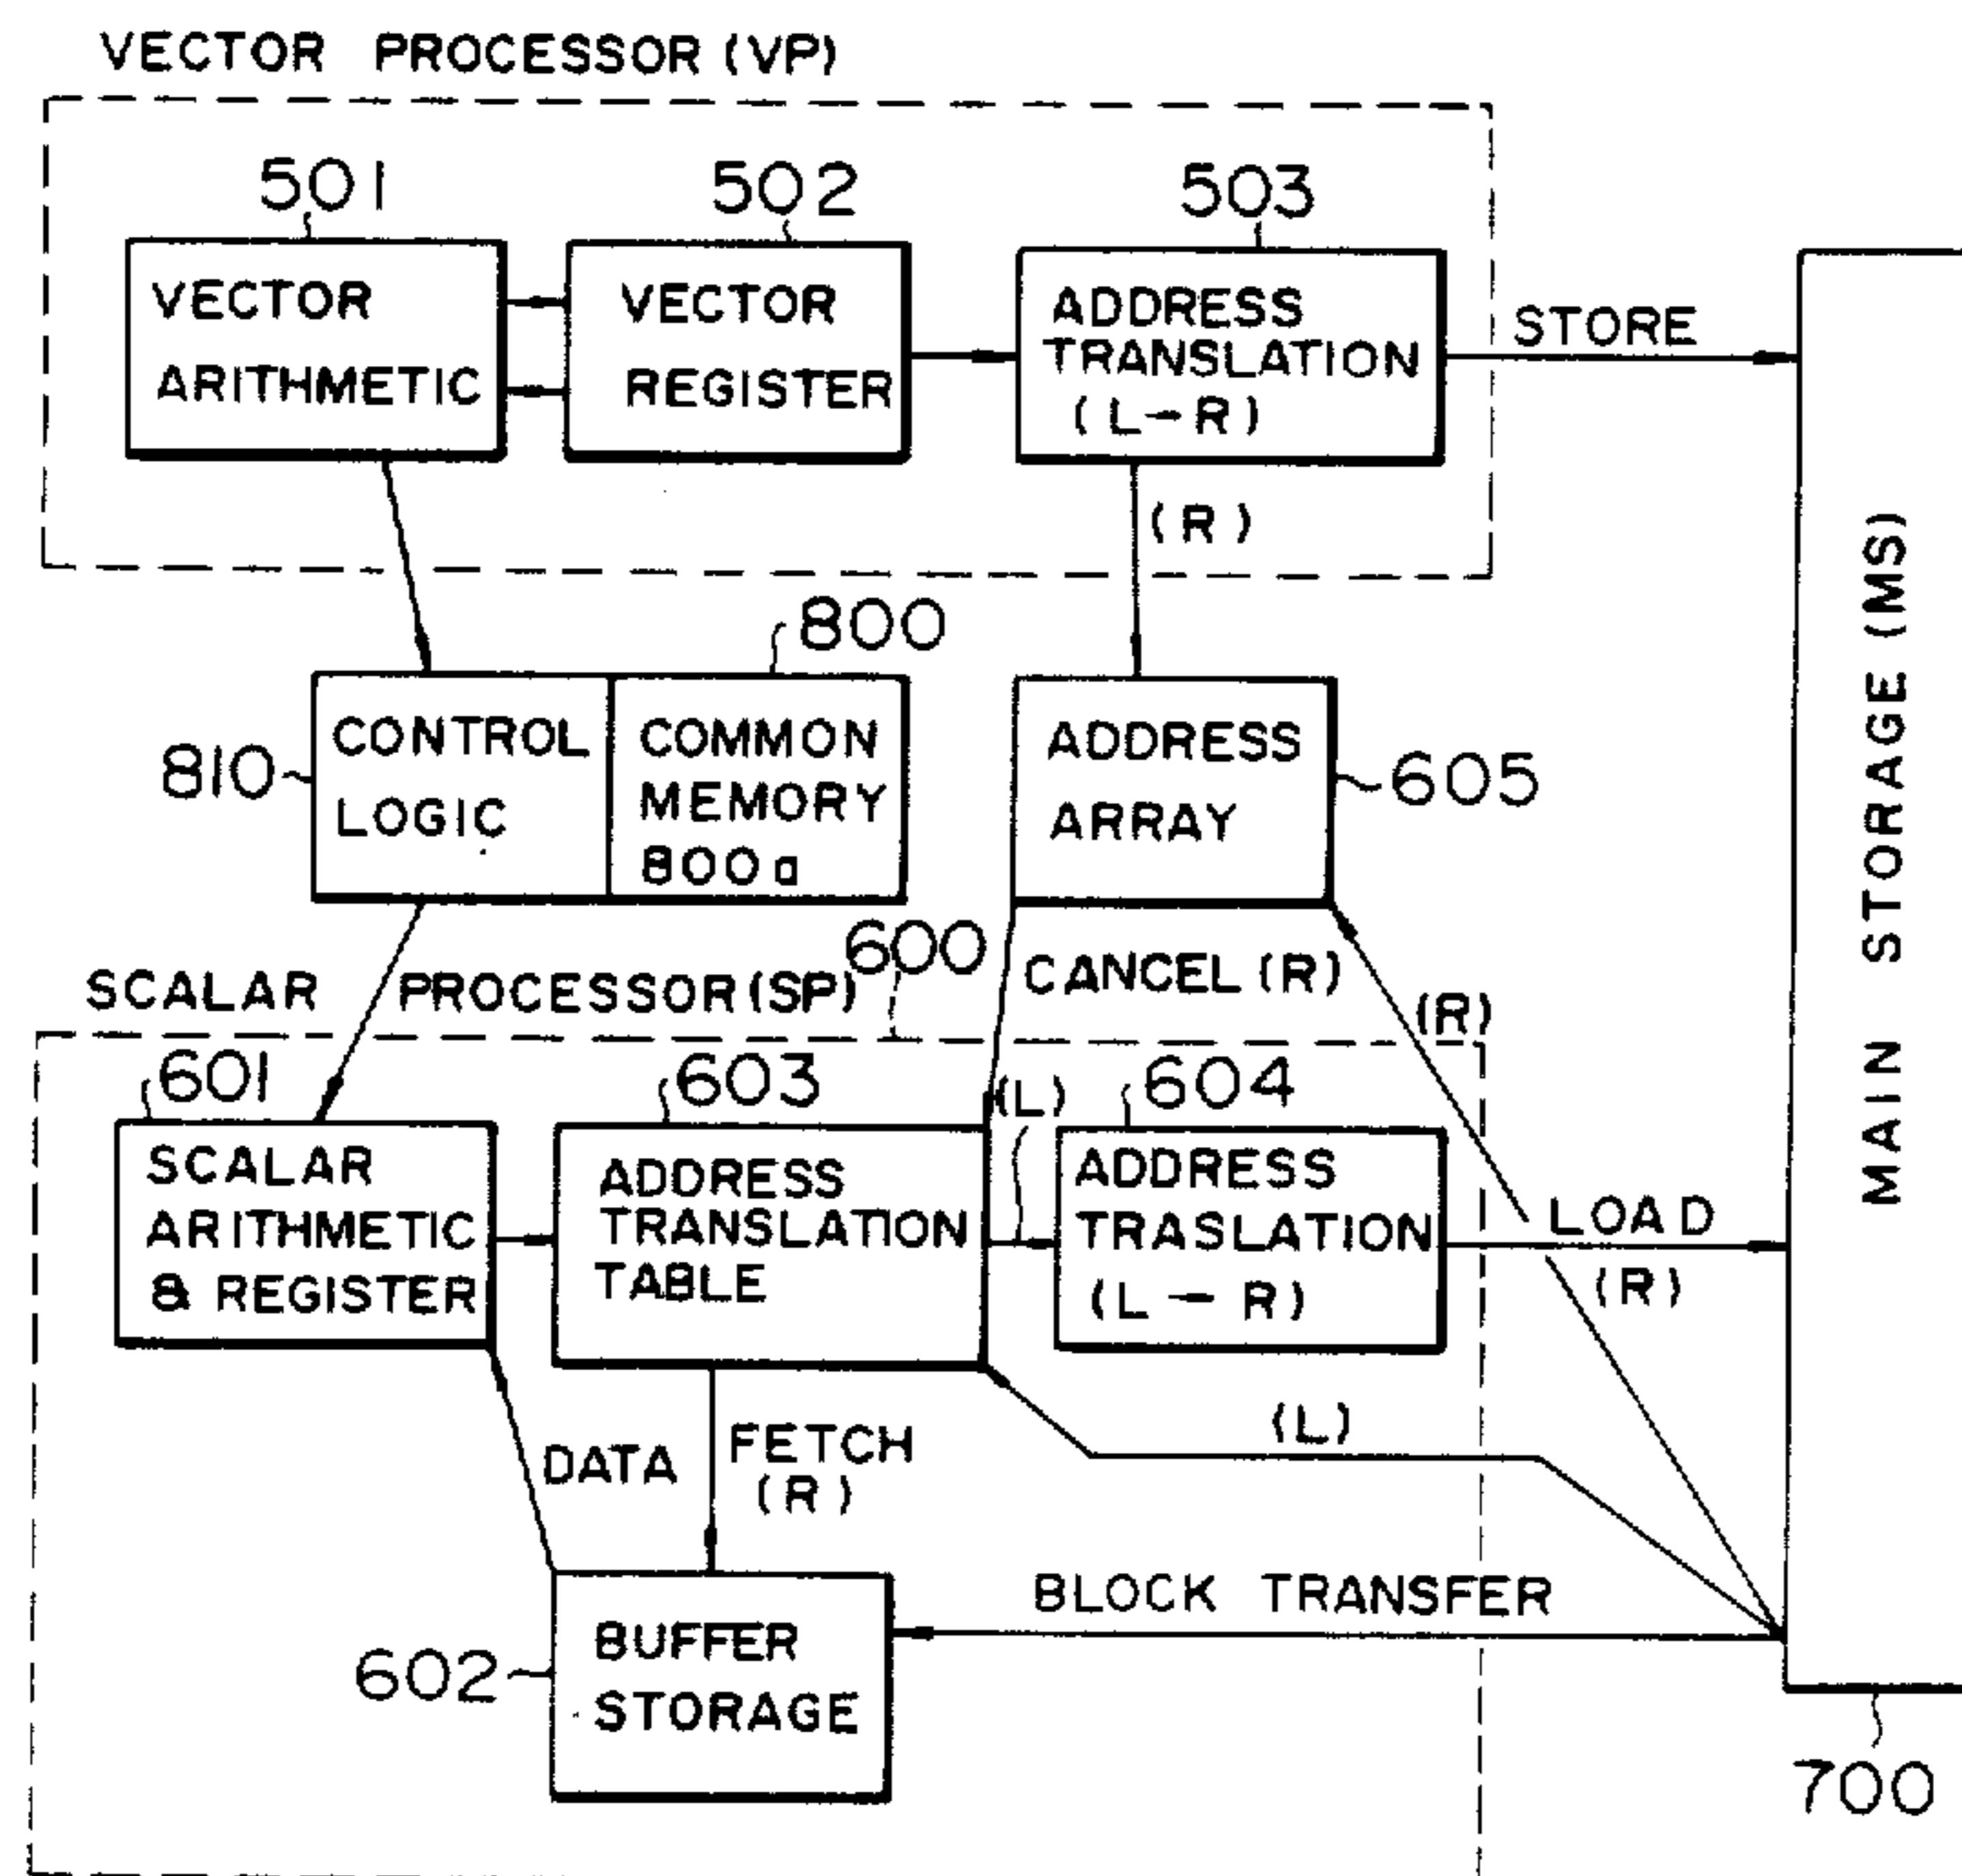 VECTOR PROCESSOR (VP)
501
502
503
VECTOR
ARITHMETIC
VECTOR
REGISTER
ADDRESS
TRANSLATION
(L→R)
STORE
(R)
800
810
CONTROL
LOGIC
COMMON
MEMORY
800a
ADDRESS
ARRAY
605
MAIN STORAGE (MS)
SCALAR PROCESSOR (SP)
600
CANCEL (R)
(R)
601
603
(L)
604
SCALAR
ARITHMETIC
& REGISTER
ADDRESS
TRANSLATION
TABLE
ADDRESS
TRASLATION
(L → R)
LOAD
(R)
DATA
FETCH
(R)
(L)
BLOCK TRANSFER
602
BUFFER
STORAGE
700